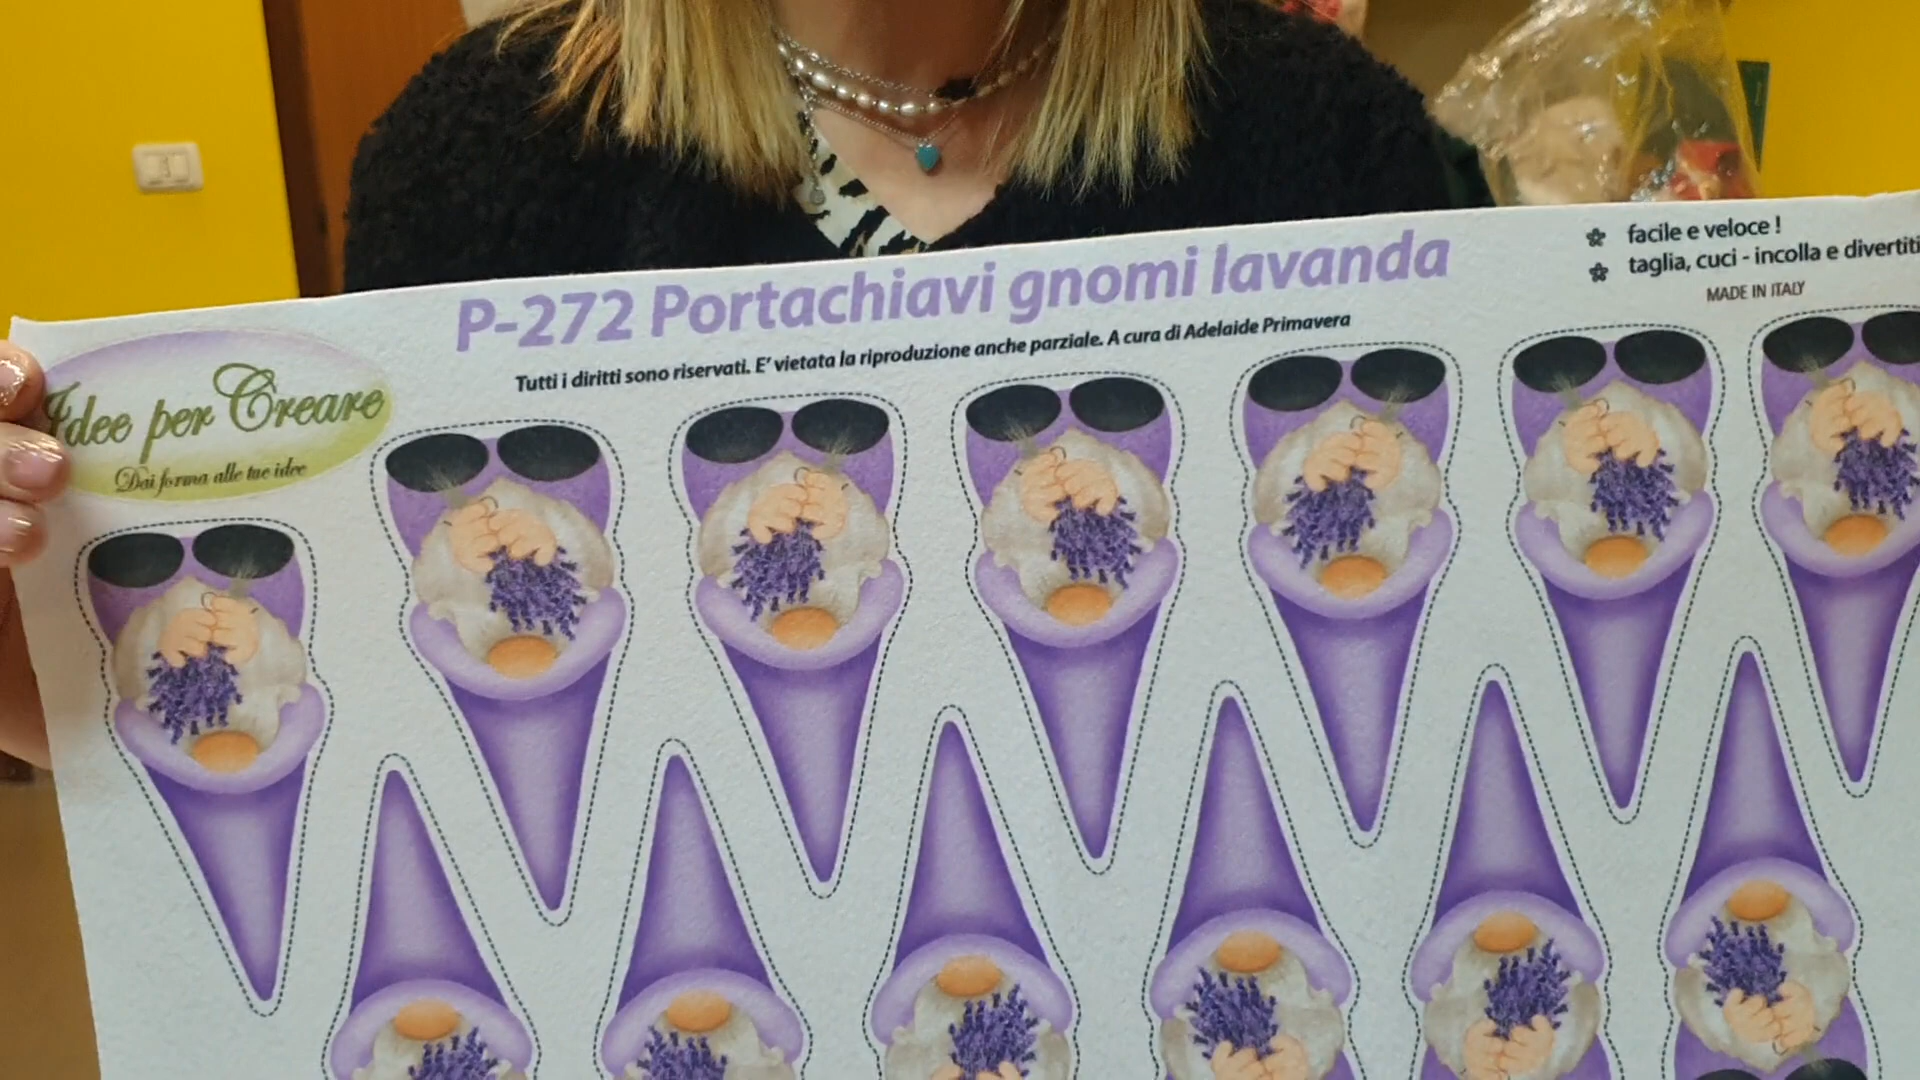 P-272 Portachiavi gnomi lavanda
Tutti i diritti sono riservati. E' vietata la riproduzione anche parziale. A cura di Adelaide Primavera
facile e veloce !
taglia, cuci - incolla e divertiti
MADE IN ITALY
Idee per Creare
Dai forma alle tue idee